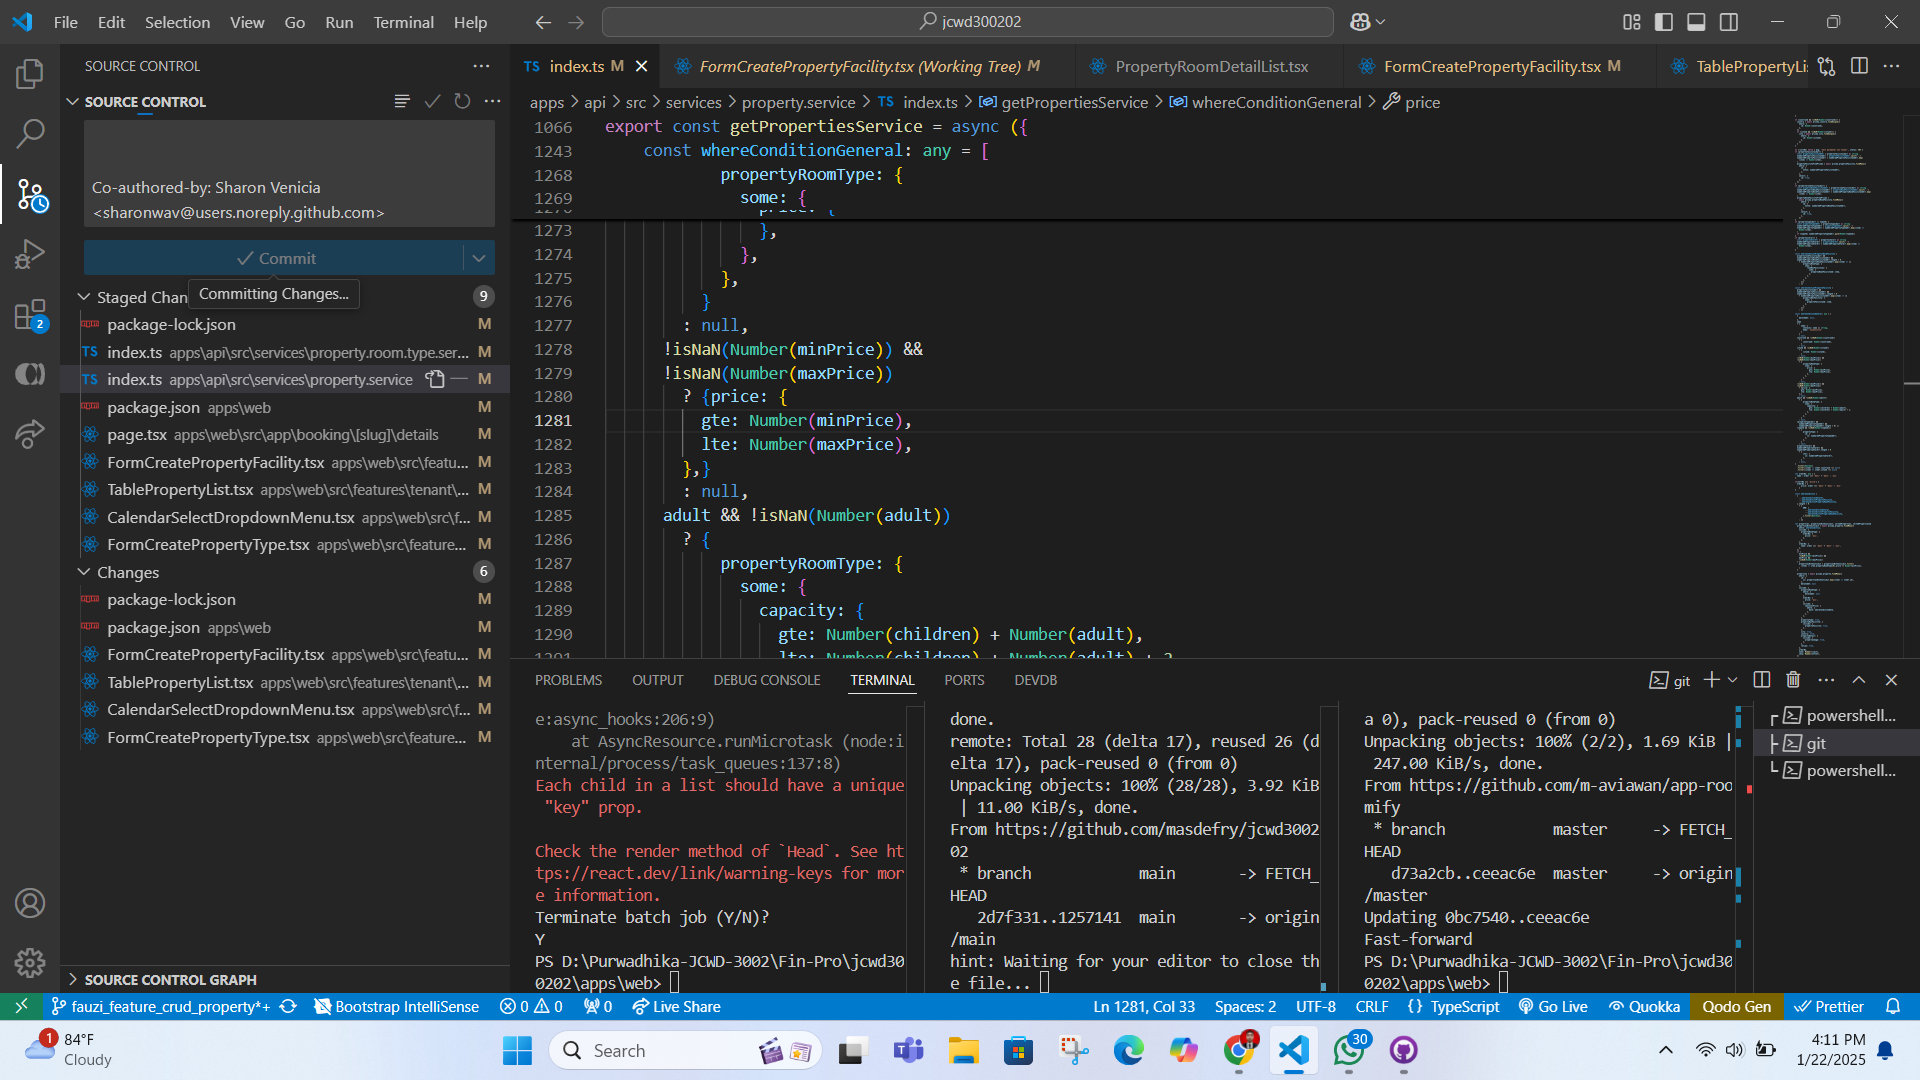 File Edit Selection View Go Run Terminal Help
jcwd300202
SOURCE CONTROL
SOURCE CONTROL
Co-authored-by: Sharon Venicia
<sharonwav@users.noreply.github.com>
Commit
Staged Chan
9
Committing Changes...
package-lock.json M
TS index.ts apps\api\src\services\property.room.type.ser... M
TS index.ts apps\api\src\services\property.service M
package.json apps\web M
page.tsx apps\web\src\app\booking\[slug]\details M
FormCreatePropertyFacility.tsx apps\web\src\featu... M
TablePropertyList.tsx apps\web\src\features\tenant\... M
CalendarSelectDropdownMenu.tsx apps\web\src\f... M
FormCreatePropertyType.tsx apps\web\src\feature... M
Changes 6
package-lock.json M
package.json apps\web M
FormCreatePropertyFacility.tsx apps\web\src\featu... M
TablePropertyList.tsx apps\web\src\features\tenant\... M
CalendarSelectDropdownMenu.tsx apps\web\src\f... M
FormCreatePropertyType.tsx apps\web\src\feature... M
SOURCE CONTROL GRAPH
2
TS index.ts M
FormCreatePropertyFacility.tsx (Working Tree) M
PropertyRoomDetailList.tsx
FormCreatePropertyFacility.tsx M
TablePropertyLi
apps > api > src > services > property.service > TS index.ts > getPropertiesService > whereConditionGeneral > price
1066 export const getPropertiesService = async ({
1243 const whereConditionGeneral: any = [
1268 propertyRoomType: {
1269 some: {
1273 },
1274 },
1275 },
1276 }
1277 : null,
1278 !isNaN(Number(minPrice)) &&
1279 !isNaN(Number(maxPrice))
1280 ? {price: {
1281 gte: Number(minPrice),
1282 lte: Number(maxPrice),
1283 },}
1284 : null,
1285 adult && !isNaN(Number(adult))
1286 ? {
1287 propertyRoomType: {
1288 some: {
1289 capacity: {
1290 gte: Number(children) + Number(adult),
1291 lte: Number(children) + Number(adult) + 2
PROBLEMS OUTPUT DEBUG CONSOLE TERMINAL PORTS DEVDB
git
e:async_hooks:206:9)
at AsyncResource.runMicrotask (node:i
nternal/process/task_queues:137:8)
Each child in a list should have a unique
"key" prop.
Check the render method of `Head`. See ht
tps://react.dev/link/warning-keys for mor
e information.
Terminate batch job (Y/N)?
Y
PS D:\Purwadhika-JCWD-3002\Fin-Pro\jcwd30
0202\apps\web>
done.
remote: Total 28 (delta 17), reused 26 (d
elta 17), pack-reused 0 (from 0)
Unpacking objects: 100% (28/28), 3.92 KiB
| 11.00 KiB/s, done.
From https://github.com/masdefry/jcwd3002
02
* branch main -> FETCH_
HEAD
2d7f331..1257141 main -> origin
/main
hint: Waiting for your editor to close th
e file...
a 0), pack-reused 0 (from 0)
Unpacking objects: 100% (2/2), 1.69 KiB |
247.00 KiB/s, done.
From https://github.com/m-aviawan/app-roo
mify
* branch master -> FETCH_
HEAD
d73a2cb..ceeac6e master -> origin
/master
Updating 0bc7540..ceeac6e
Fast-forward
PS D:\Purwadhika-JCWD-3002\Fin-Pro\jcwd30
0202\apps\web>
powershell...
git
powershell...
fauzi_feature_crud_property*+ Bootstrap IntelliSense 0 0 0 Live Share
Ln 1281, Col 33 Spaces: 2 UTF-8 CRLF {} TypeScript Go Live Quokka Qodo Gen Prettier
1
84°F
Cloudy
Search
30
4:11 PM
1/22/2025